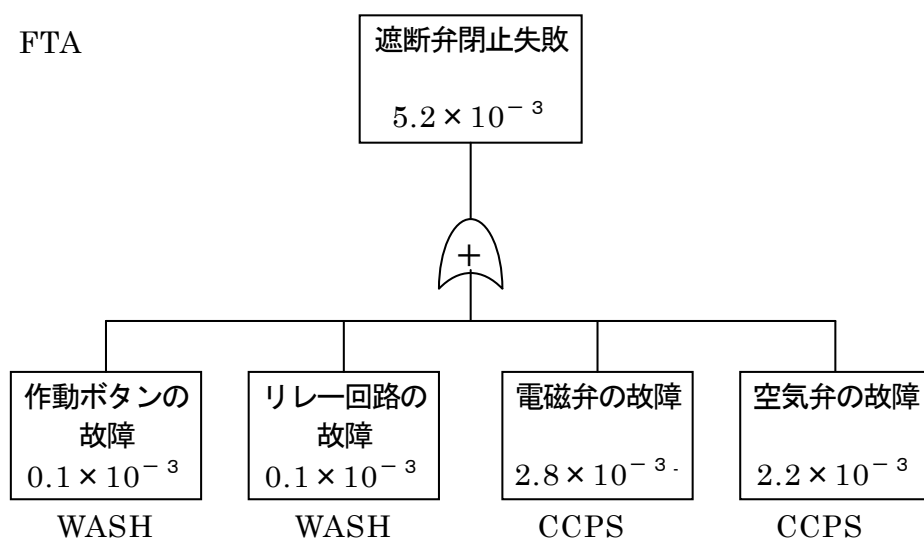 FTA
遮断弁閉止失敗
5.2×10⁻³
+
作動ボタンの
故障
0.1×10⁻³
WASH
リレー回路の
故障
0.1×10⁻³
WASH
電磁弁の故障
2.8×10⁻³.
CCPS
空気弁の故障
2.2×10⁻³
CCPS